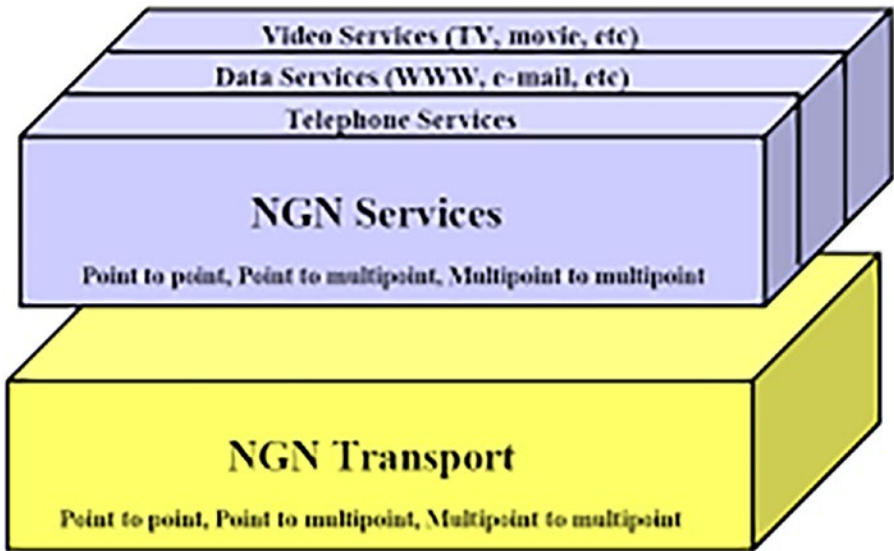 Video Services (TV, movie, etc)
Data Services (WWW, e-mail, etc)
Telephone Services
NGN Services
Point to point, Point to multipoint, Multipoint to multipoint
NGN Transport
Point to point, Point to multipoint, Multipoint to multipoint